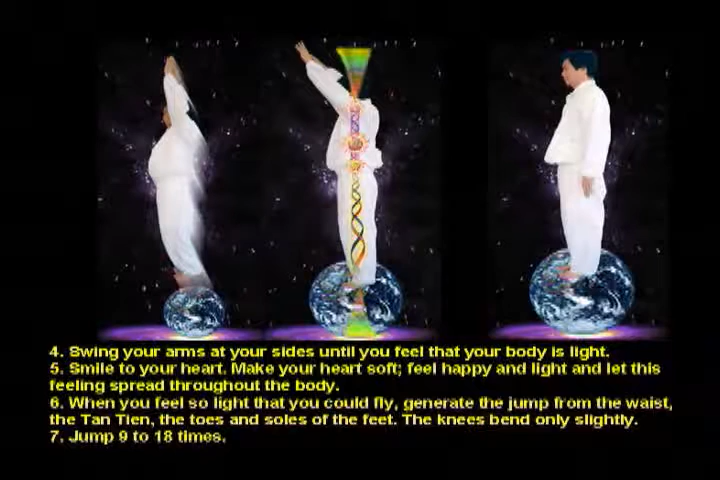 4. Swing your arms at your sides until you feel that your body is light.
5. Smile to your heart. Make your heart soft; feel happy and light and let this
feeling spread throughout the body.
6. When you feel so light that you could fly, generate the jump from the waist,
the Tan Tien, the toes and soles of the feet. The knees bend only slightly.
7. Jump 9 to 18 times.